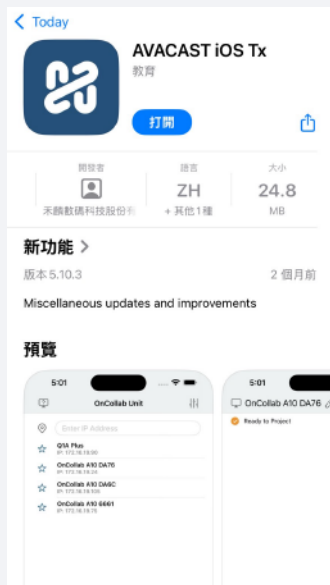 Today
AVACAST iOS Tx
教育
打開
開發者
語言
大小
ZH
24.8
禾麟數碼科技股份有
+ 其他1種
MB
新功能
版本 5.10.3
2 個月前
Miscellaneous updates and improvements
預覽
5:01
OnCollab Unit
Enter IP Address
Q1A Plus
OnCollab A10 DA76
OnCollab A10 DA6C
OnCollab A10 6661
5:01
OnCollab A10 DA76
Ready to Project